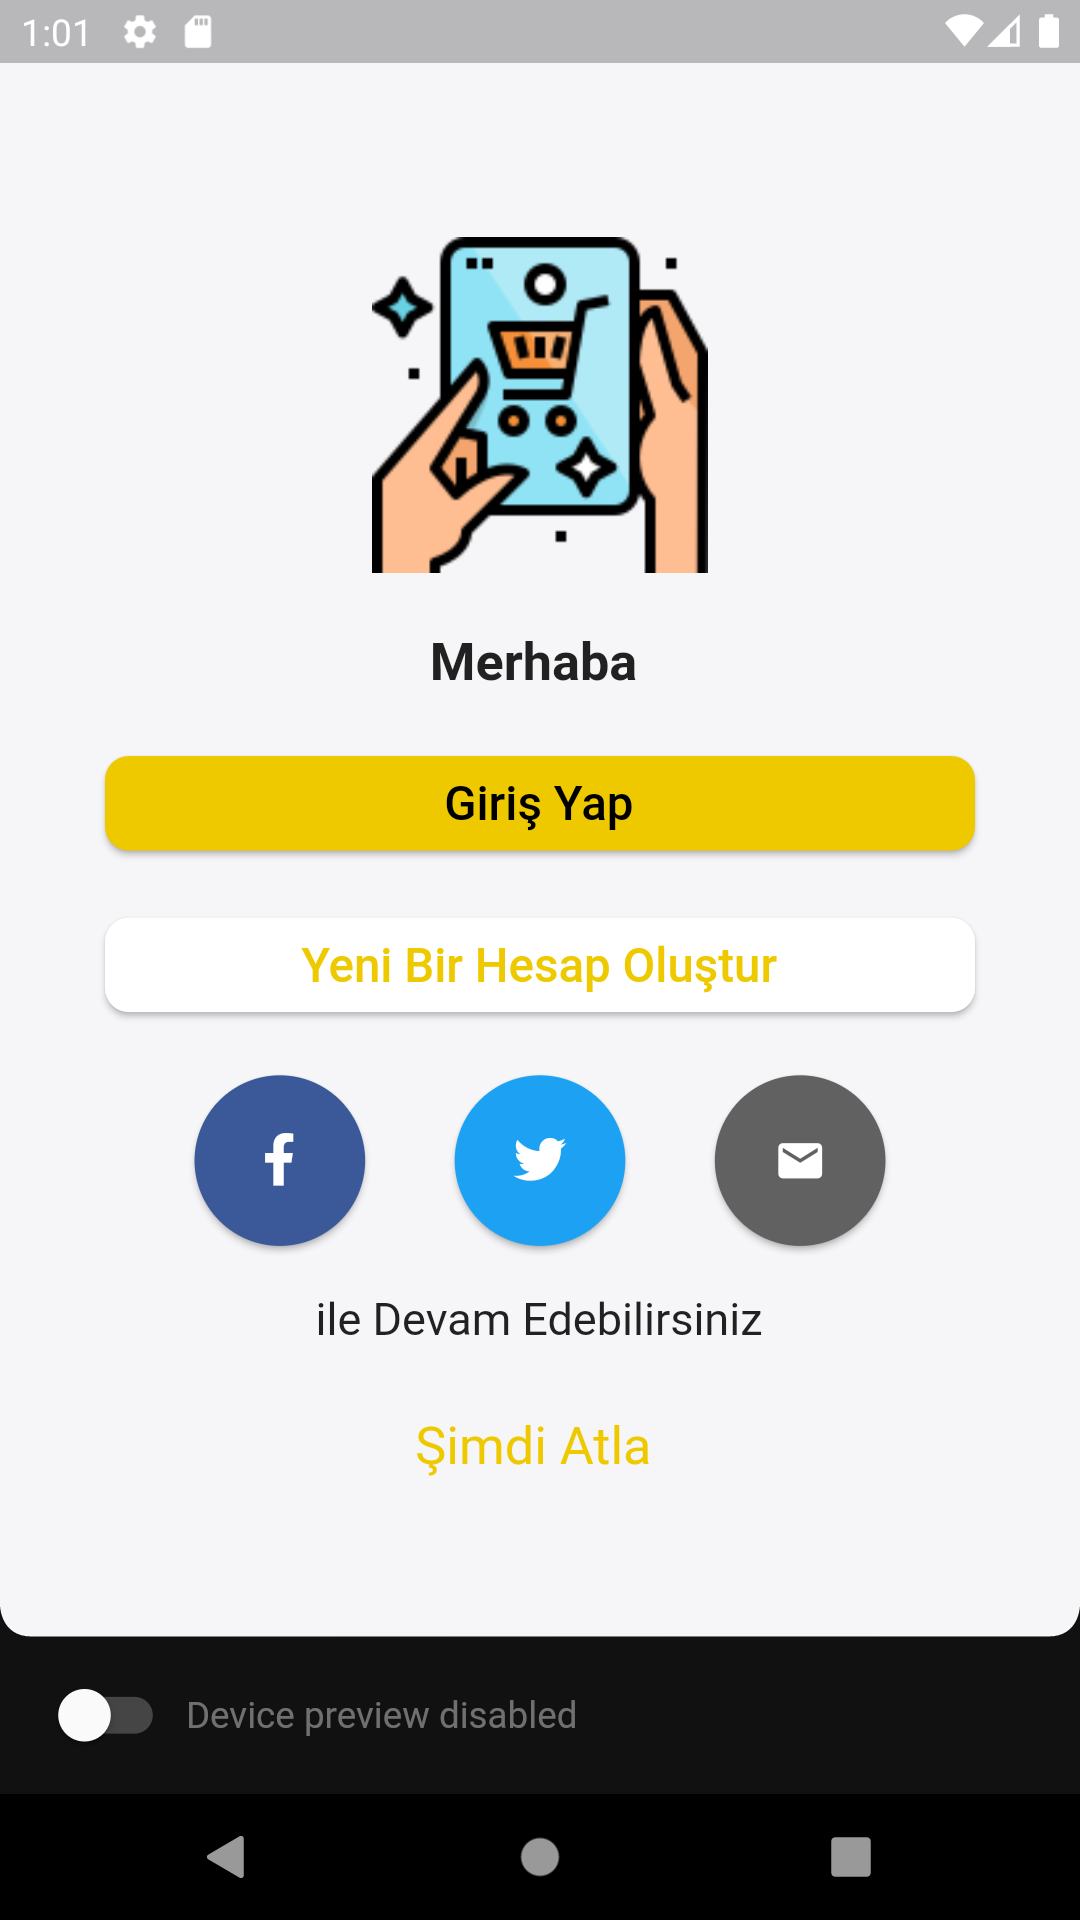 1:01
Merhaba
Giriş Yap
Yeni Bir Hesap Oluştur
ile Devam Edebilirsiniz
Şimdi Atla
Device preview disabled